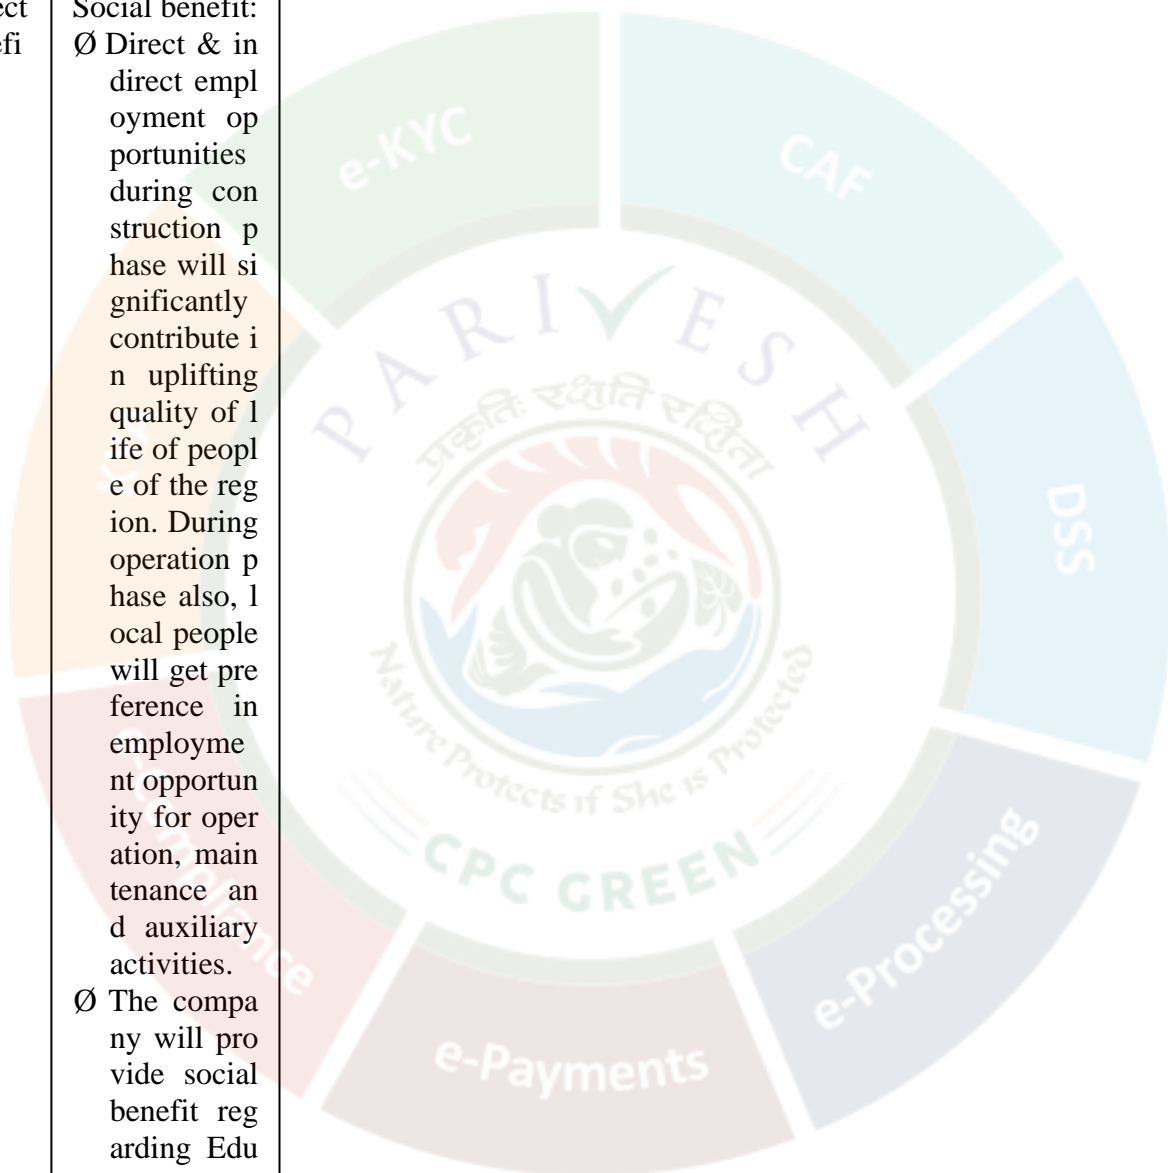 ect
efi
Social benefit:
Ø Direct & in
direct empl
oyment op
portunities
during con
struction p
hase will si
gnificantly
contribute i
n uplifting
quality of l
ife of peopl
e of the reg
ion. During
operation p
hase also, l
ocal people
will get pre
ference in
employme
nt opportun
ity for oper
ation, main
tenance an
d auxiliary
activities.
Ø The compa
ny will pro
vide social
benefit reg
arding Edu
e-KYC
CAF
DSS
e-Processing
e-Payments
e-compliance
PARIVESH
प्रकृतिः रक्षति रक्षिता
Nature Protects if She is Protected
CPC GREEN